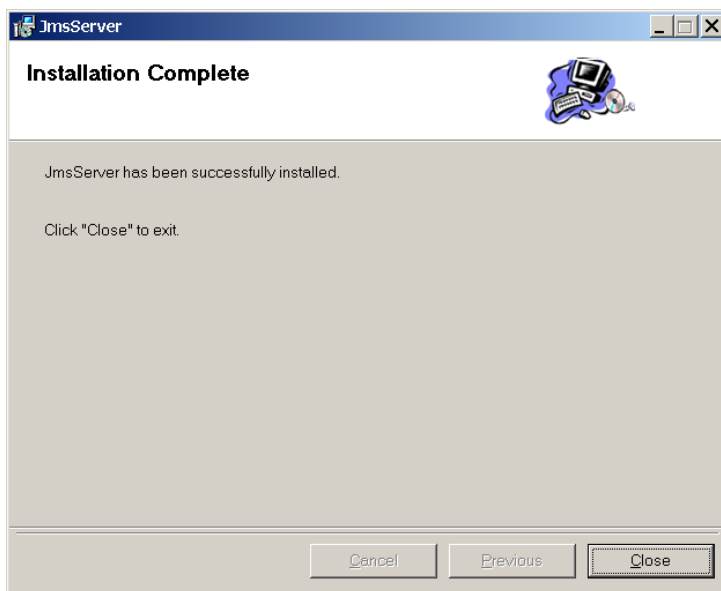 JmsServer
Installation Complete
JmsServer has been successfully installed.
Click "Close" to exit.
Cancel
Previous
Close